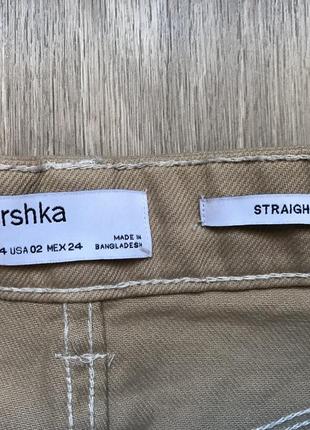 rshka
4 USA 02 MEX 24
MADE IN
BANGLADESH
STRAIGH